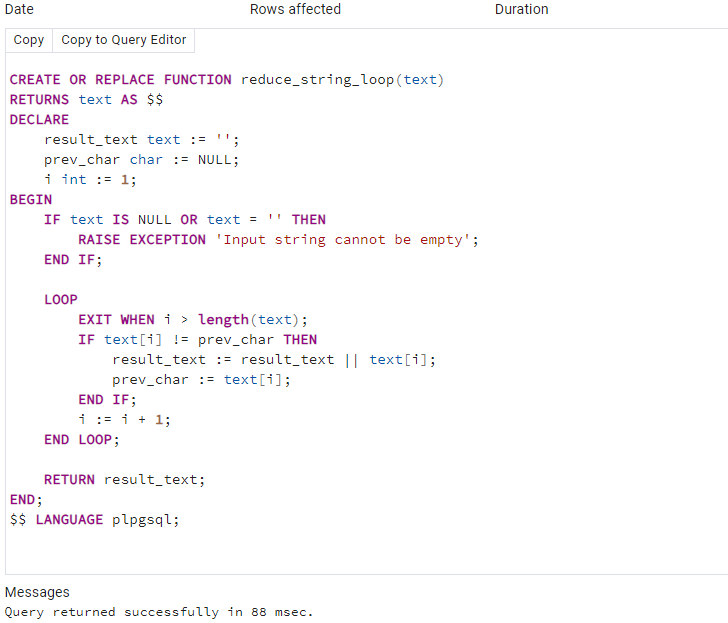 Date Rows affected Duration
Copy Copy to Query Editor
CREATE OR REPLACE FUNCTION reduce_string_loop(text)
RETURNS text AS $$
DECLARE
    result_text text := '';
    prev_char char := NULL;
    i int := 1;
BEGIN
    IF text IS NULL OR text = '' THEN
        RAISE EXCEPTION 'Input string cannot be empty';
    END IF;
    LOOP
        EXIT WHEN i > length(text);
        IF text[i] != prev_char THEN
            result_text := result_text || text[i];
            prev_char := text[i];
        END IF;
        i := i + 1;
    END LOOP;
    RETURN result_text;
END;
$$ LANGUAGE plpgsql;
Messages
Query returned successfully in 88 msec.